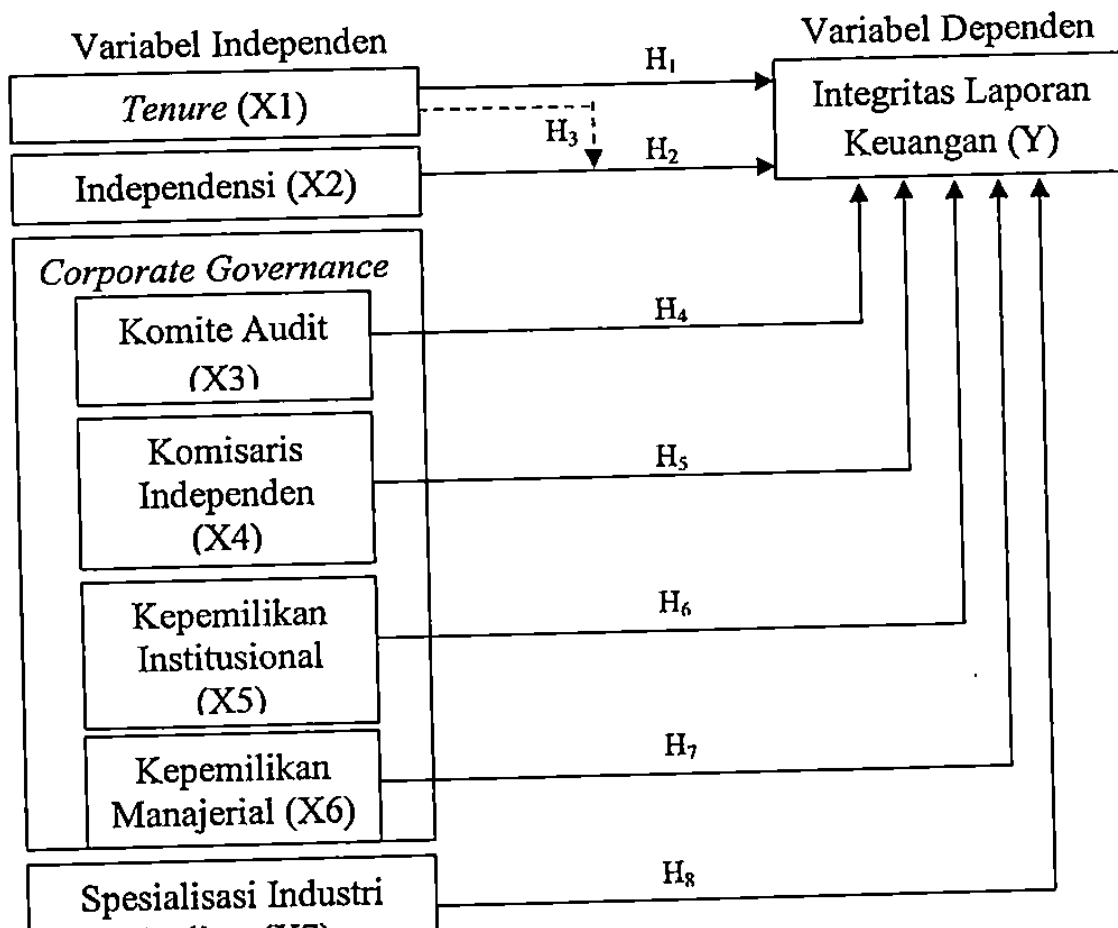 Variabel Independen
Variabel Dependen
Tenure (X1)
H₁
Integritas Laporan
Keuangan (Y)
H₃
H₂
Independensi (X2)
Corporate Governance
Komite Audit
(X3)
H₄
Komisaris
Independen
(X4)
H₅
Kepemilikan
Institusional
(X5)
H₆
Kepemilikan
Manajerial (X6)
H₇
Spesialisasi Industri
H₈